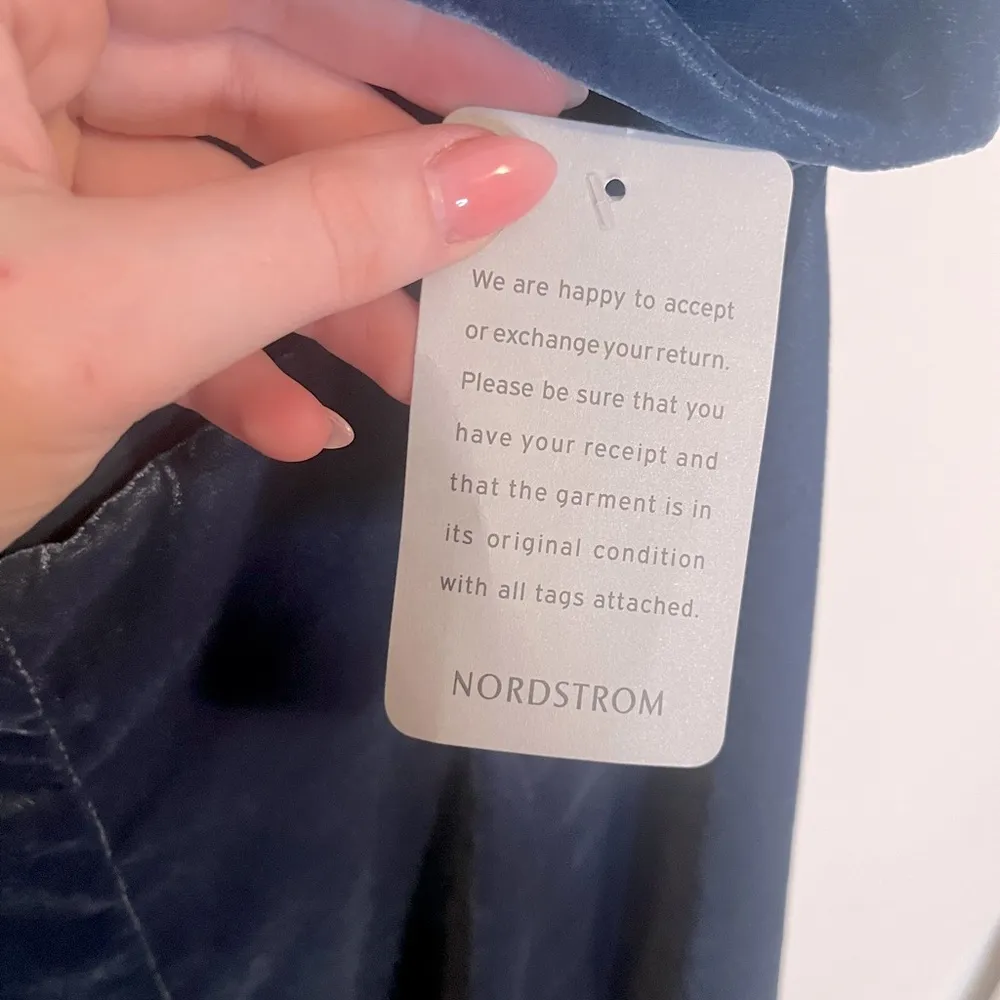 We are happy to accept
or exchange your return.
Please be sure that you
have your receipt and
that the garment is in
its original condition
with all tags attached.
NORDSTROM